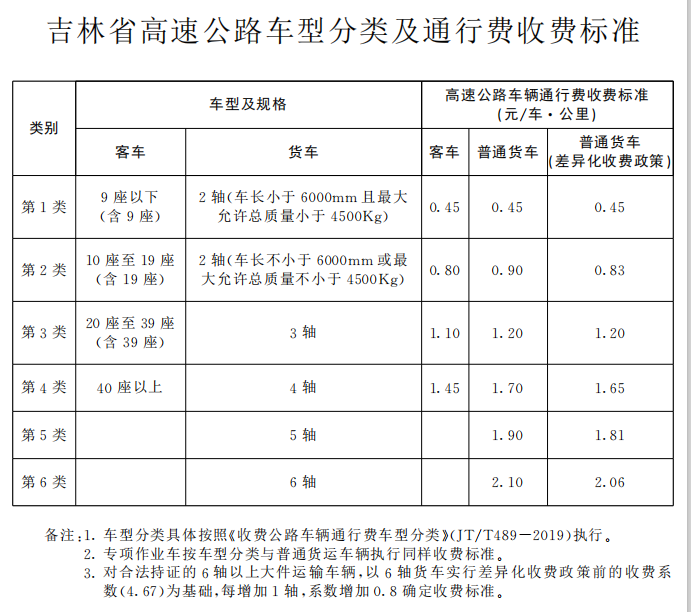 吉林省高速公路车型分类及通行费收费标准
类别
车型及规格
高速公路车辆通行费收费标准
(元/车·公里)
客车
货车
客车
普通货车
普通货车
(差异化收费政策)
第1类
9座以下
(含9座)
2轴(车长小于6000mm且最大
允许总质量小于4500Kg)
0.45
0.45
0.45
第2类
10座至19座
(含19座)
2轴(车长不小于6000mm或最
大允许总质量不小于4500Kg)
0.80
0.90
0.83
第3类
20座至39座
(含39座)
3轴
1.10
1.20
1.20
第4类
40座以上
4轴
1.45
1.70
1.65
第5类
5轴
1.90
1.81
第6类
6轴
2.10
2.06
备注:1. 车型分类具体按照《收费公路车辆通行费车型分类》(JT/T489－2019)执行。
2. 专项作业车按车型分类与普通货运车辆执行同样收费标准。
3. 对合法持证的6轴以上大件运输车辆,以6轴货车实行差异化收费政策前的收费系
数(4.67)为基础,每增加1轴,系数增加0.8确定收费标准。